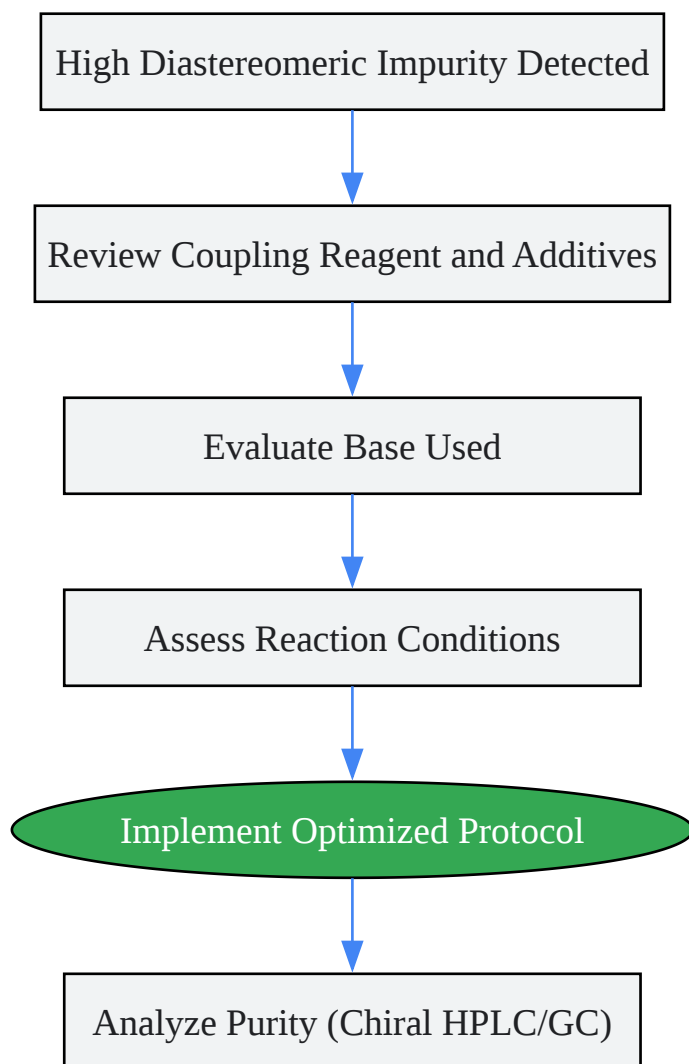 High Diastereomeric Impurity Detected
Review Coupling Reagent and Additives
Evaluate Base Used
Assess Reaction Conditions
Implement Optimized Protocol
Analyze Purity (Chiral HPLC/GC)